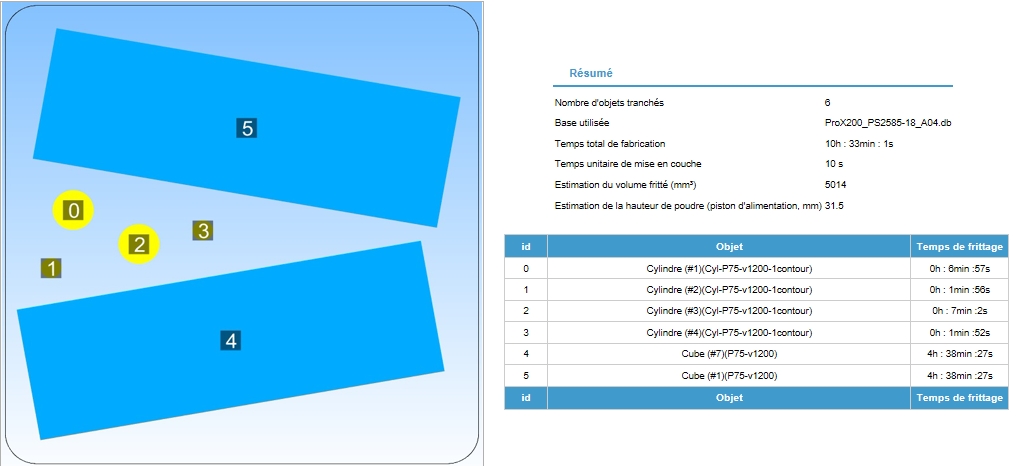 5
0
2
3
1
4
Résumé
Nombre d'objets tranchés 6
Base utilisée ProX200_PS2585-18_A04.db
Temps total de fabrication 10h : 33min : 1s
Temps unitaire de mise en couche 10 s
Estimation du volume fritté (mm³) 5014
Estimation de la hauteur de poudre (piston d'alimentation, mm) 31.5
id Objet Temps de frittage
0 Cylindre (#1)(Cyl-P75-v1200-1contour) 0h : 6min :57s
1 Cylindre (#2)(Cyl-P75-v1200-1contour) 0h : 1min :56s
2 Cylindre (#3)(Cyl-P75-v1200-1contour) 0h : 7min :2s
3 Cylindre (#4)(Cyl-P75-v1200-1contour) 0h : 1min :52s
4 Cube (#7)(P75-v1200) 4h : 38min :27s
5 Cube (#1)(P75-v1200) 4h : 38min :27s
id Objet Temps de frittage